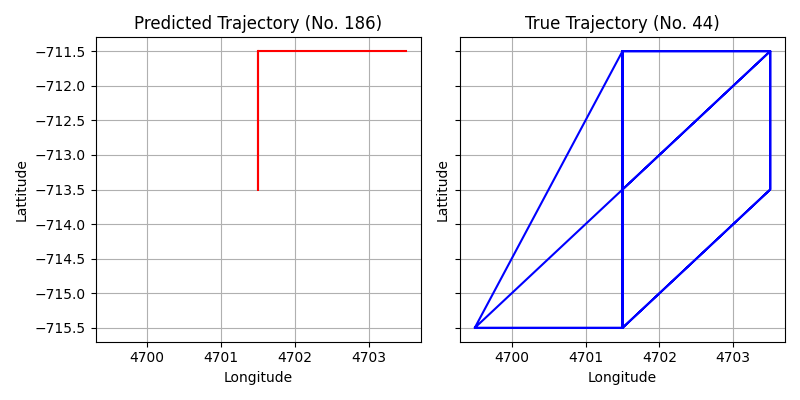 Predicted Trajectory (No. 186)
Lattitude
−711.5
−712.0
−712.5
−713.0
−713.5
−714.0
−714.5
−715.0
−715.5
4700 4701 4702 4703
Longitude
True Trajectory (No. 44)
Lattitude
4700 4701 4702 4703
Longitude